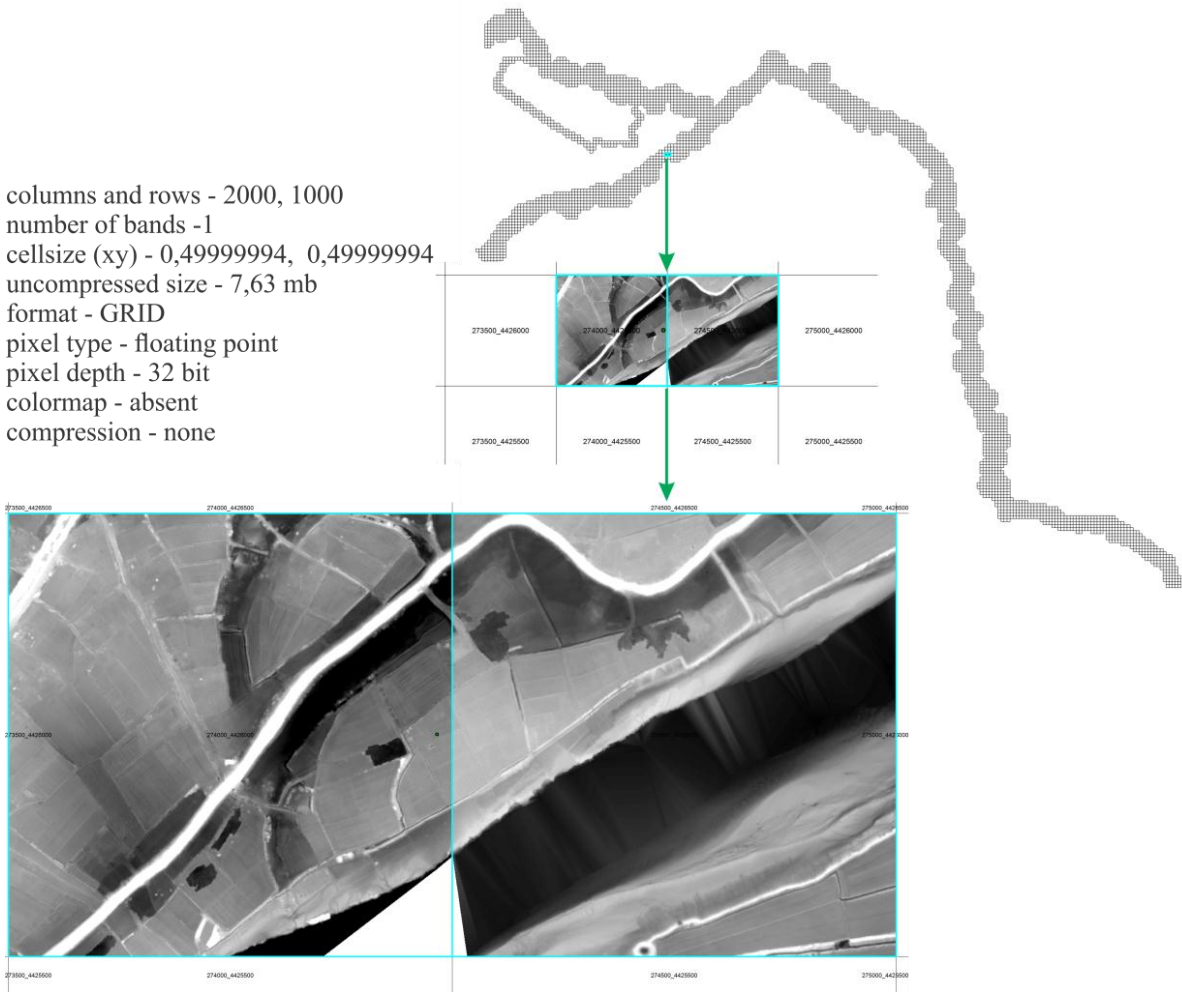 columns and rows - 2000, 1000
number of bands -1
cellsize (xy) - 0,49999994, 0,49999994
uncompressed size - 7,63 mb
format - GRID
pixel type - floating point
pixel depth - 32 bit
colormap - absent
compression - none
273500_4426000
274000_4426000
274500_4426000
275000_4426000
273500_4425500
274000_4425500
274500_4425500
275000_4425500
273500_4426500
274000_4426500
274500_4426500
275000_4426500
273500_4426000
274000_4426000
275000_4426000
273500_4425500
274000_4425500
274500_4425500
275000_4425500